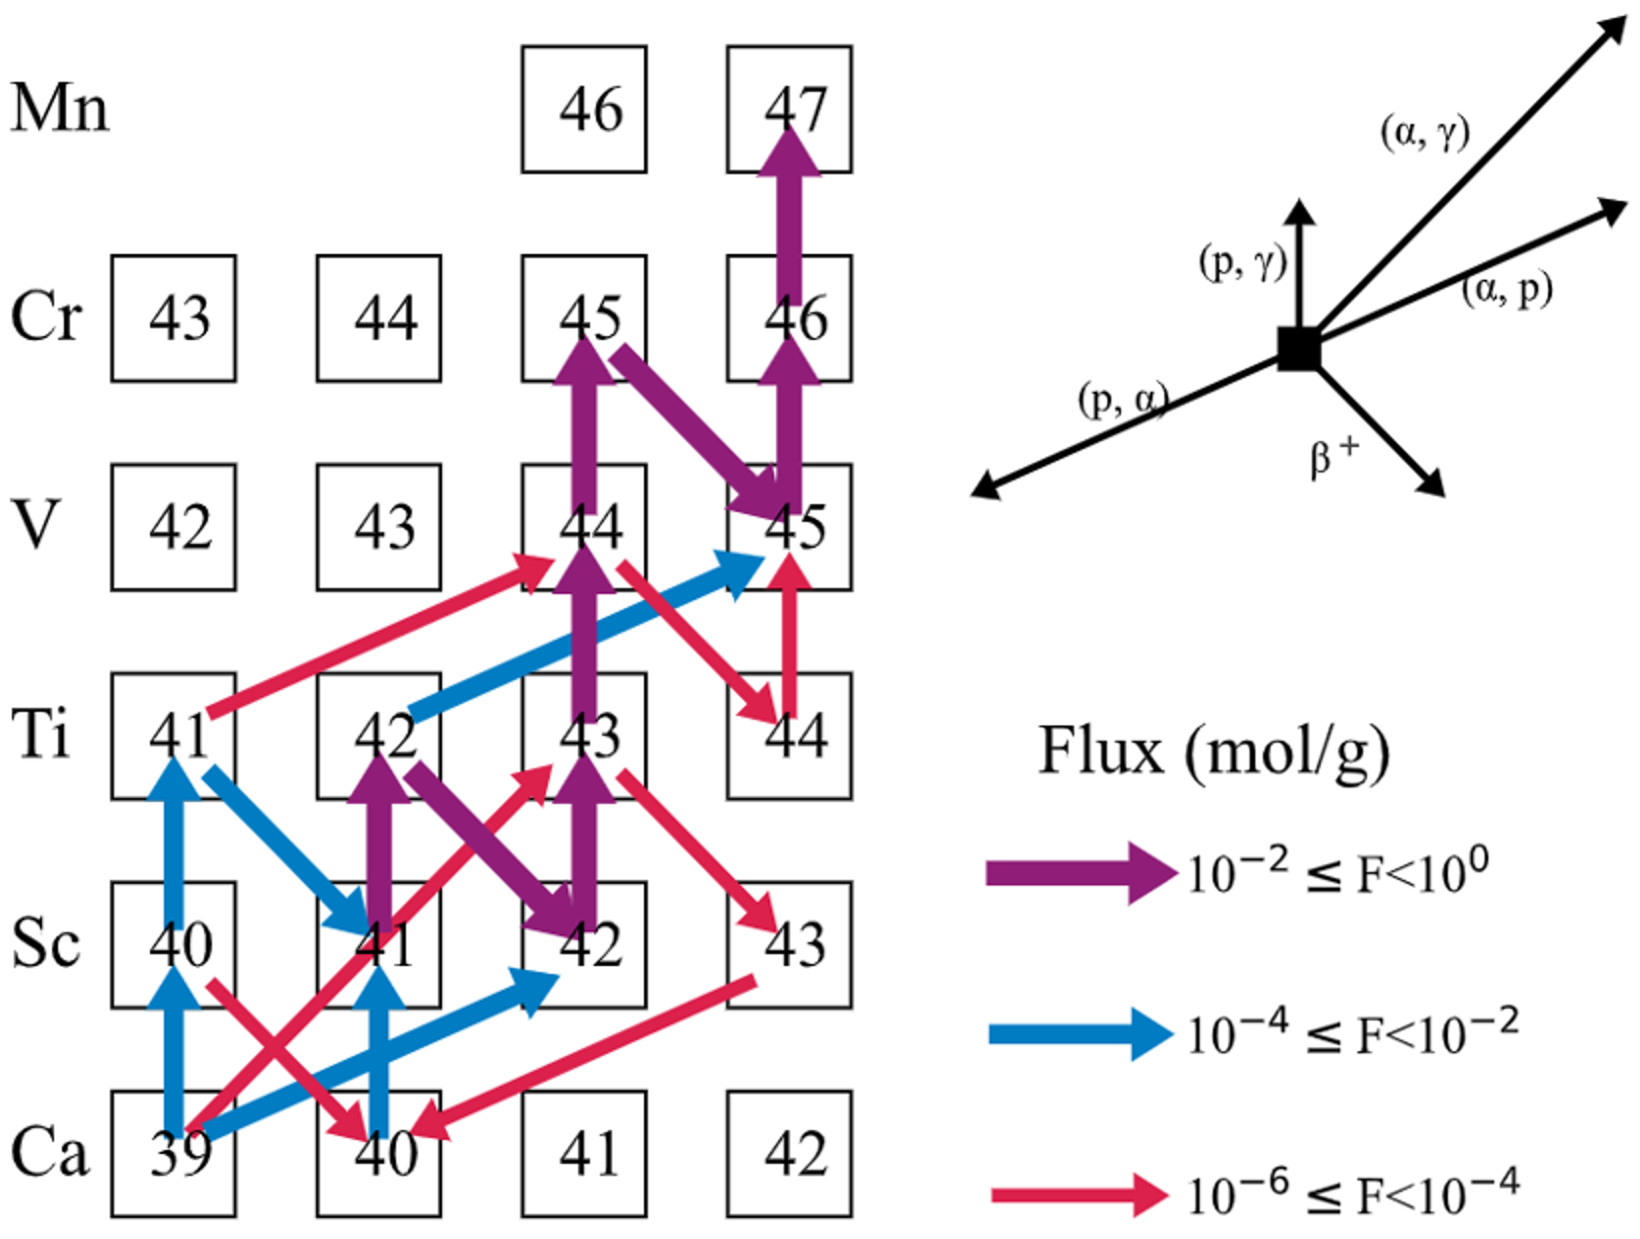 Mn 46 47
Cr 43 44 45 46
V 42 43 44 45
Ti 41 42 43 44
Sc 40 41 42 43
Ca 39 40 41 42
(α, γ)
(p, γ)
(α, p)
(p, α)
β⁺
Flux (mol/g)
10⁻² ≤ F<10⁰
10⁻⁴ ≤ F<10⁻²
10⁻⁶ ≤ F<10⁻⁴